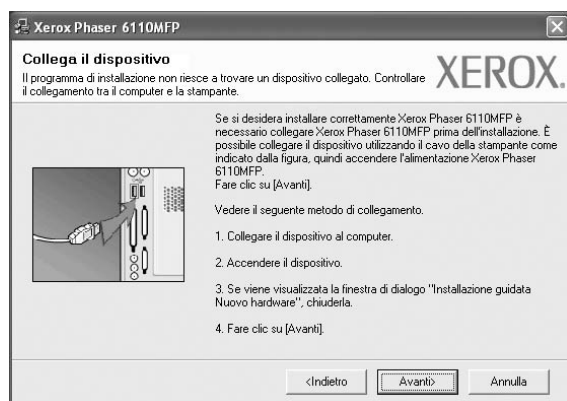 Xerox Phaser 6110MFP
Collega il dispositivo
Il programma di installazione non riesce a trovare un dispositivo collegato. Controllare
il collegamento tra il computer e la stampante.
XEROX.
Se si desidera installare correttamente Xerox Phaser 6110MFP è
necessario collegare Xerox Phaser 6110MFP prima dell'installazione. È
possibile collegare il dispositivo utilizzando il cavo della stampante come
indicato dalla figura, quindi accendere l'alimentazione Xerox Phaser
6110MFP.
Fare clic su [Avanti].
Vedere il seguente metodo di collegamento.
1. Collegare il dispositivo al computer.
2. Accendere il dispositivo.
3. Se viene visualizzata la finestra di dialogo "Installazione guidata
Nuovo hardware", chiuderla.
4. Fare clic su [Avanti].
<Indietro
Avanti>
Annulla